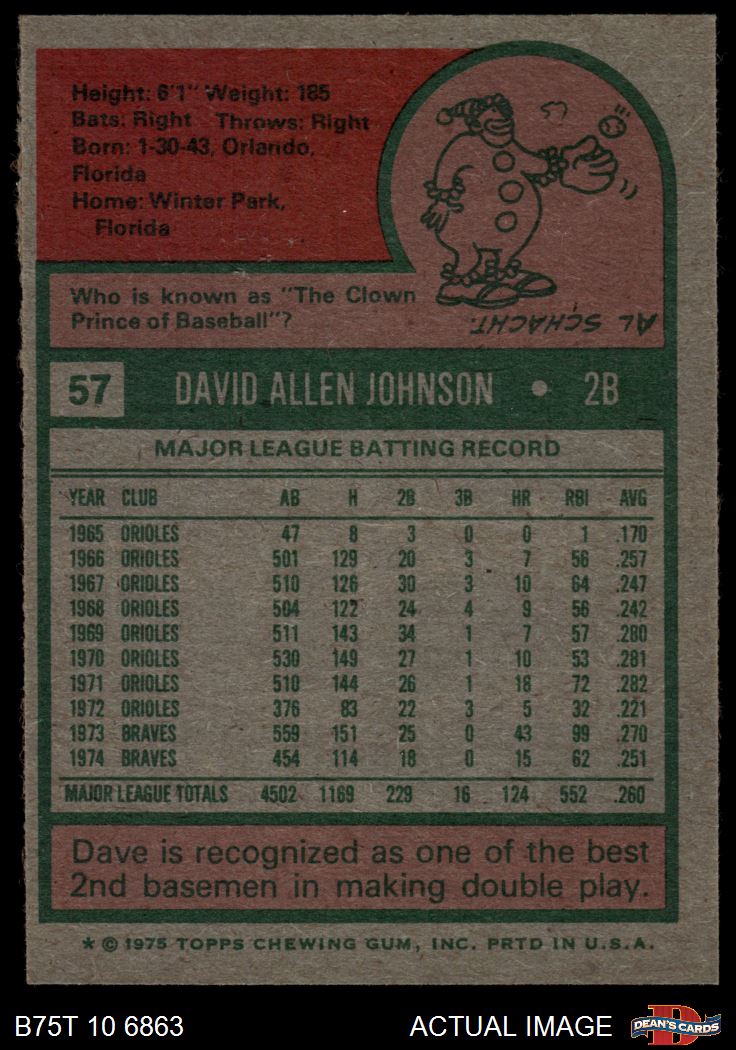 Height: 6'1" Weight: 185
Bats: Right Throws: Right
Born: 1-30-43, Orlando,
Florida
Home: Winter Park,
Florida
57
Who is known as "The Clown
Prince of Baseball"?
AL SCHACHT.
57 DAVID ALLEN JOHNSON • 2B
MAJOR LEAGUE BATTING RECORD
YEAR CLUB AB H 2B 3B HR RBI AVG
1965 ORIOLES 47 8 3 0 0 1 .170
1966 ORIOLES 501 129 20 3 7 56 .257
1967 ORIOLES 510 126 30 3 10 64 .247
1968 ORIOLES 504 122 24 4 9 56 .242
1969 ORIOLES 511 143 34 1 7 57 .280
1970 ORIOLES 530 149 27 1 10 53 .281
1971 ORIOLES 510 144 26 1 18 72 .282
1972 ORIOLES 376 83 22 3 5 32 .221
1973 BRAVES 559 151 25 0 43 99 .270
1974 BRAVES 454 114 18 0 15 62 .251
MAJOR LEAGUE TOTALS 4502 1169 229 16 124 552 .260
Dave is recognized as one of the best
2nd basemen in making double play.
* © 1975 TOPPS CHEWING GUM, INC. PRTD IN U.S.A.
B75T 10 6863 ACTUAL IMAGE DEAN'S CARDS